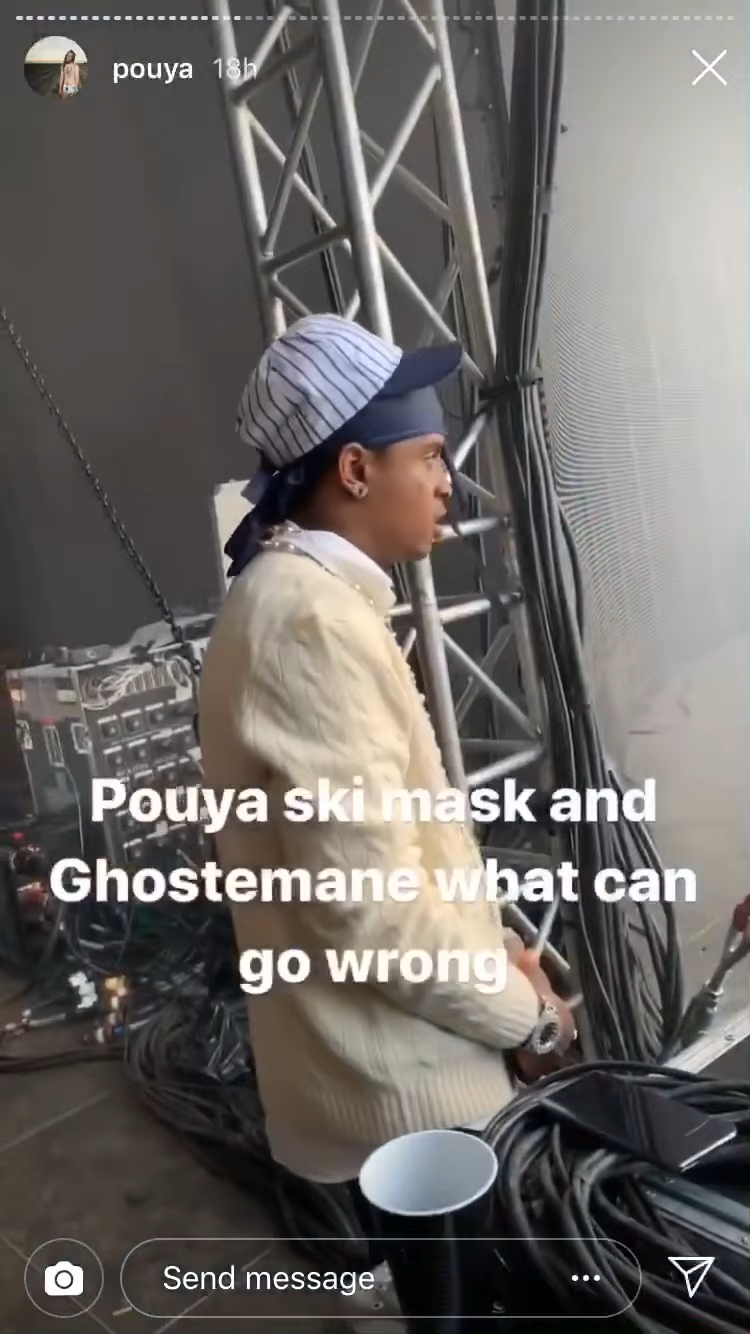 pouya 18h
Pouya ski mask and
Ghostemane what can
go wrong
Send message